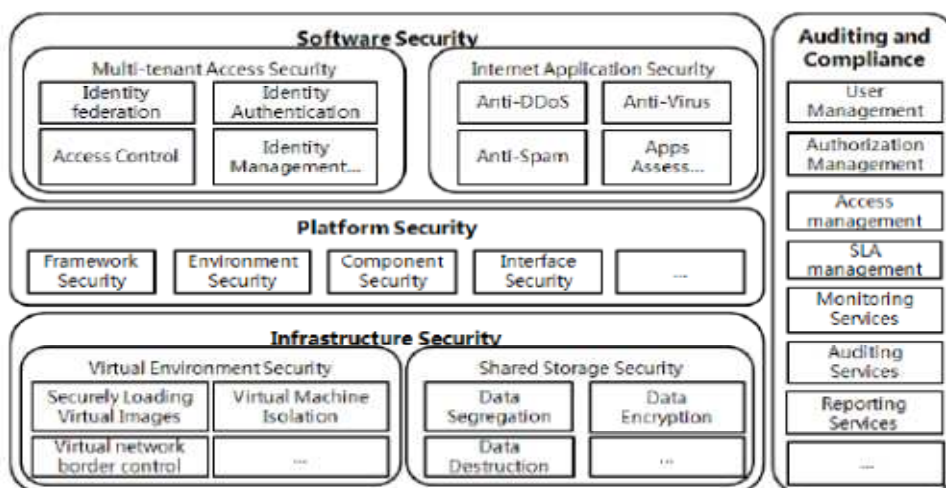 Software Security
Multi-tenant Access Security
Identity
federation
Identity
Authentication
Access Control
Identity
Management...
Internet Application Security
Anti-DDoS
Anti-Virus
Anti-Spam
Apps
Assess...
Platform Security
Framework
Security
Environment
Security
Component
Security
Interface
Security
...
Infrastructure Security
Virtual Environment Security
Securely Loading
Virtual Images
Virtual Machine
Isolation
Virtual network
border control
...
Shared Storage Security
Data
Segregation
Data
Encryption
Data
Destruction
...
Auditing and
Compliance
User
Management
Authorization
Management
Access
management
SLA
management
Monitoring
Services
Auditing
Services
Reporting
Services
...